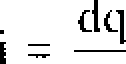 i = dq